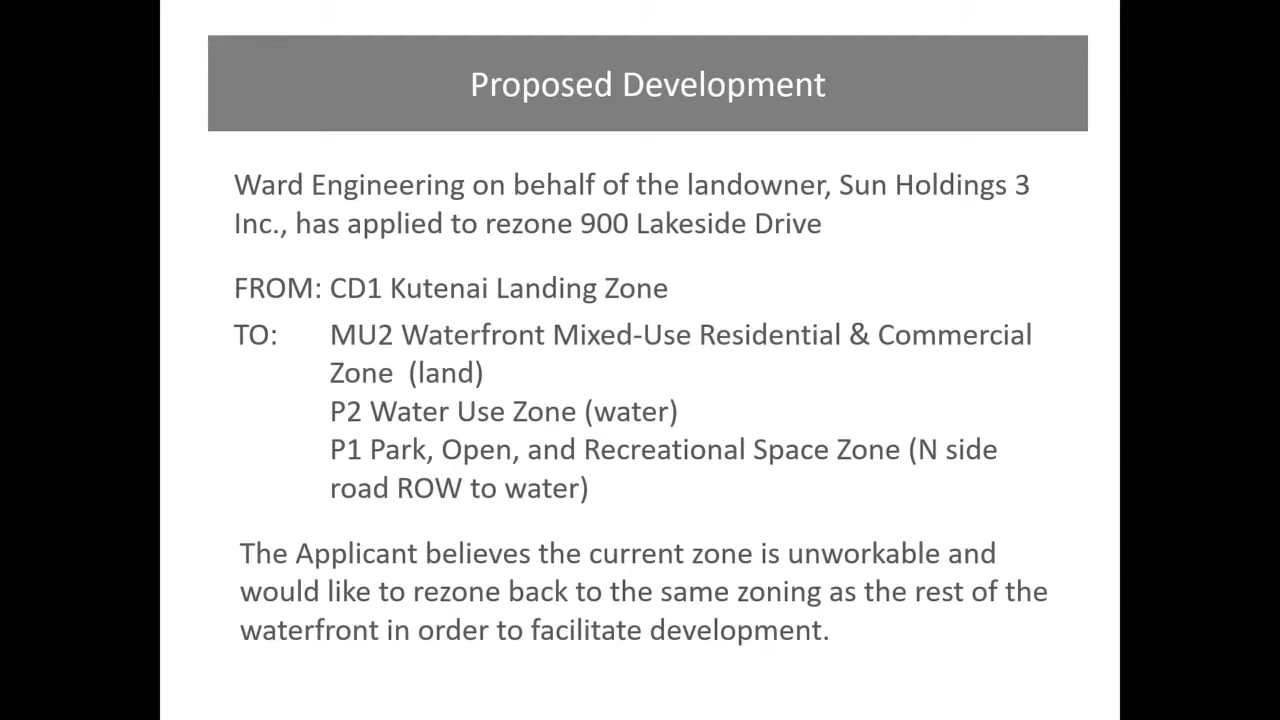 Proposed Development
Ward Engineering on behalf of the landowner, Sun Holdings 3
Inc., has applied to rezone 900 Lakeside Drive
FROM: CD1 Kutenai Landing Zone
TO: MU2 Waterfront Mixed-Use Residential & Commercial
Zone (land)
P2 Water Use Zone (water)
P1 Park, Open, and Recreational Space Zone (N side
road ROW to water)
The Applicant believes the current zone is unworkable and
would like to rezone back to the same zoning as the rest of the
waterfront in order to facilitate development.